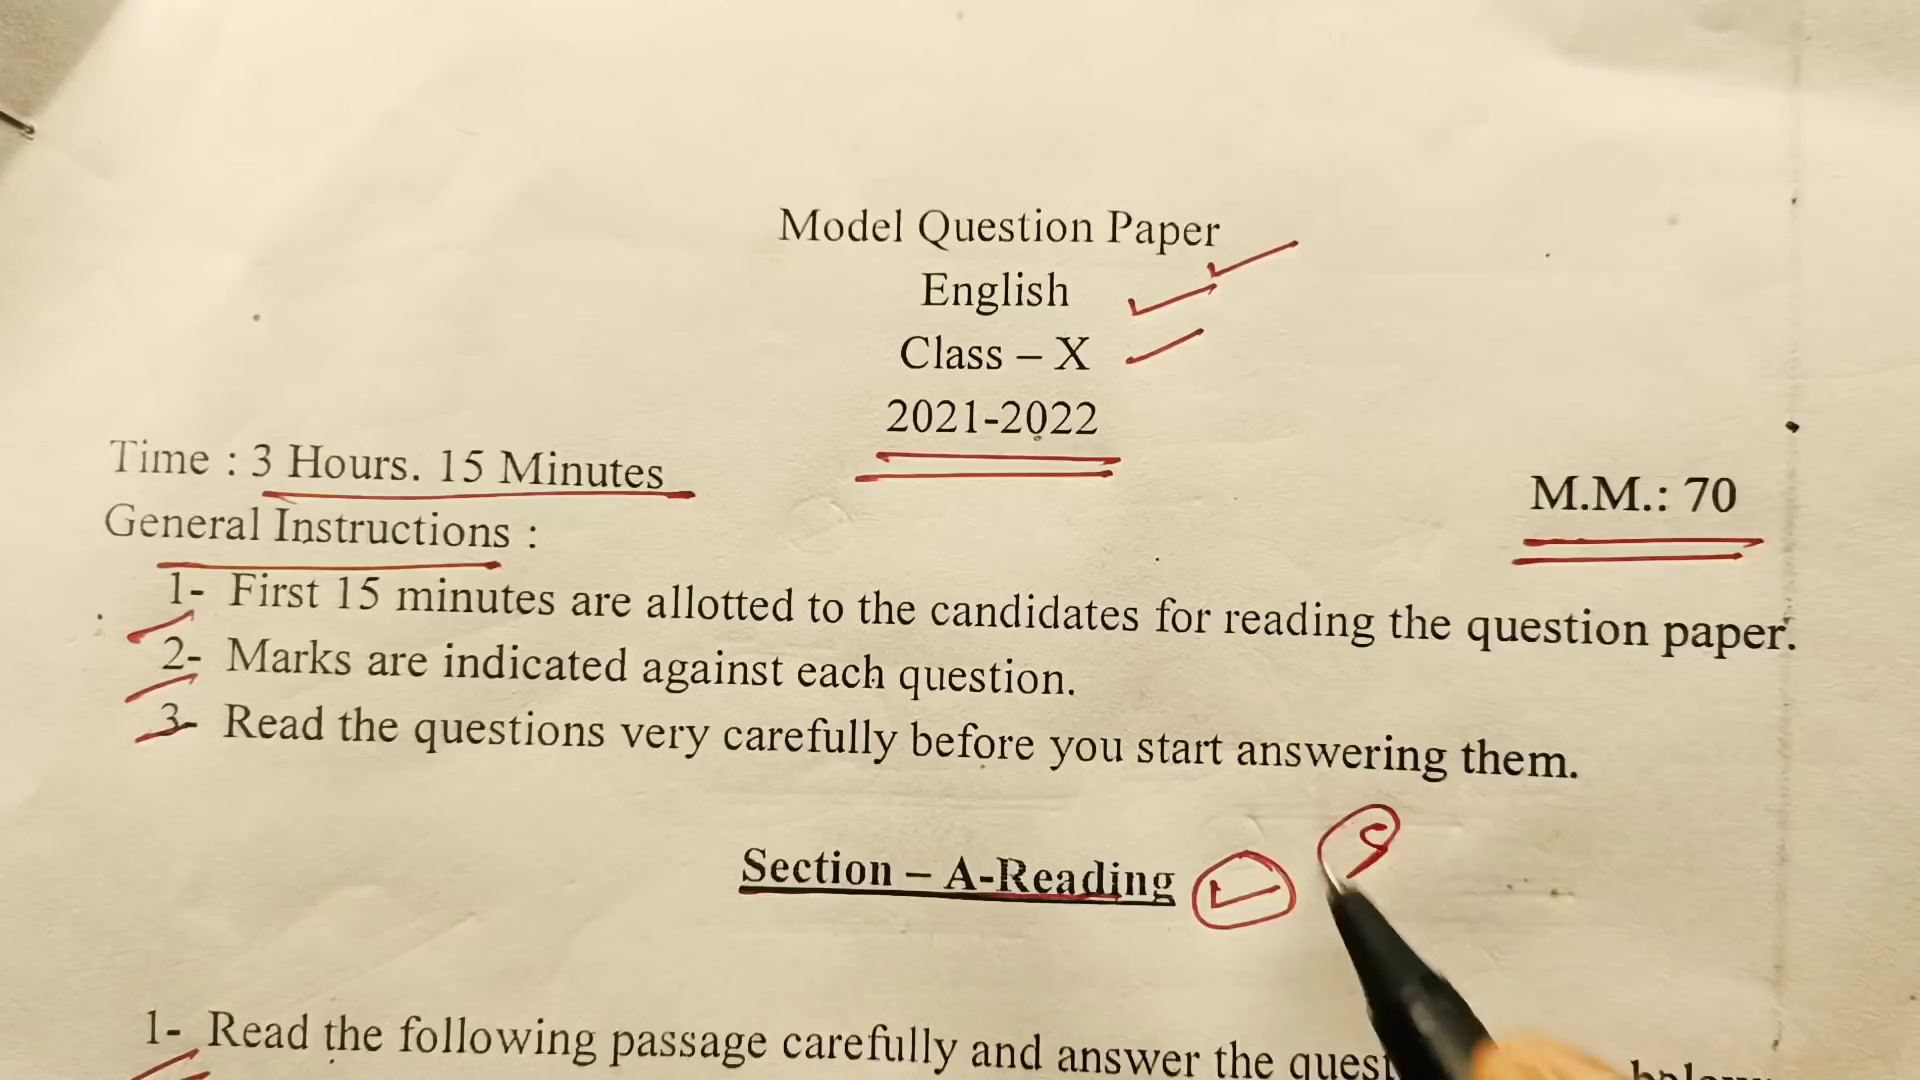 Model Question Paper
English
Class – X
2021-2022
Time : 3 Hours. 15 Minutes
M.M.: 70
General Instructions :
1- First 15 minutes are allotted to the candidates for reading the question paper.
2- Marks are indicated against each question.
3- Read the questions very carefully before you start answering them.
Section – A-Reading
1- Read the following passage carefully and answer the